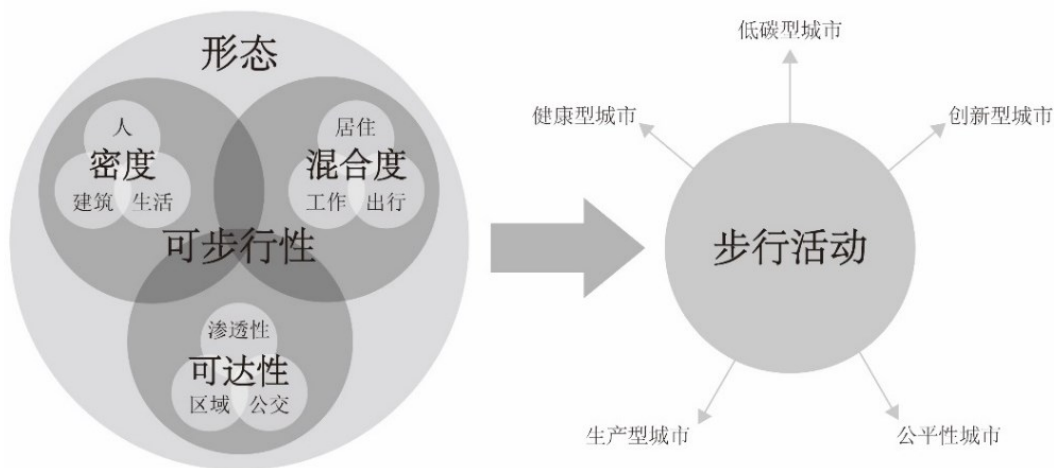 形态
人
密度
建筑 生活
居住
混合度
工作 出行
可步行性
渗透性
可达性
区域 公交
低碳型城市
健康型城市
创新型城市
步行活动
生产型城市
公平性城市